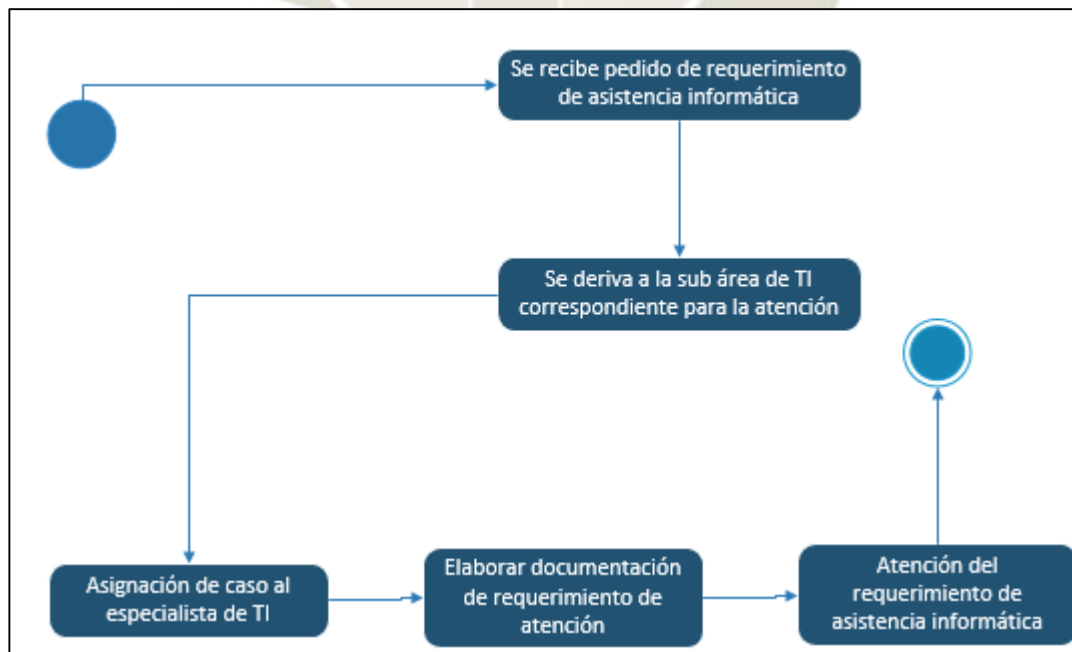 Se recibe pedido de requerimiento
de asistencia informática
Se deriva a la sub área de TI
correspondiente para la atención
Asignación de caso al
especialista de TI
Elaborar documentación
de requerimiento de
atención
Atención del
requerimiento de
asistencia informática